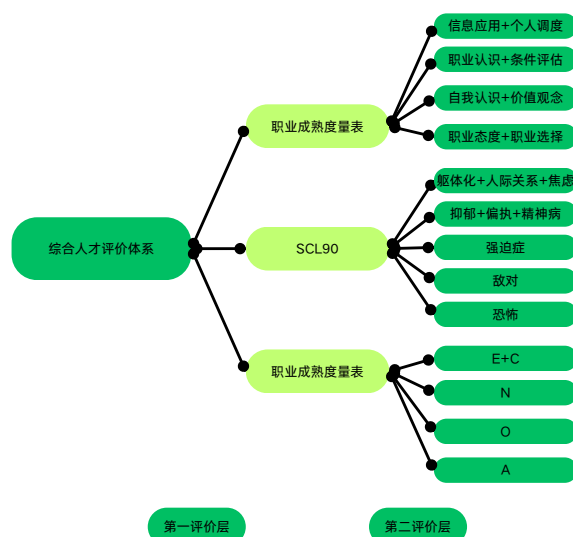 信息应用+个人调度
职业认识+条件评估
自我认识+价值观念
职业态度+职业选择
职业成熟度量表
躯体化+人际关系+焦虑
抑郁+偏执+精神病
强迫症
敌对
恐怖
SCL90
综合人才评价体系
E+C
N
O
A
职业成熟度量表
第一评价层
第二评价层